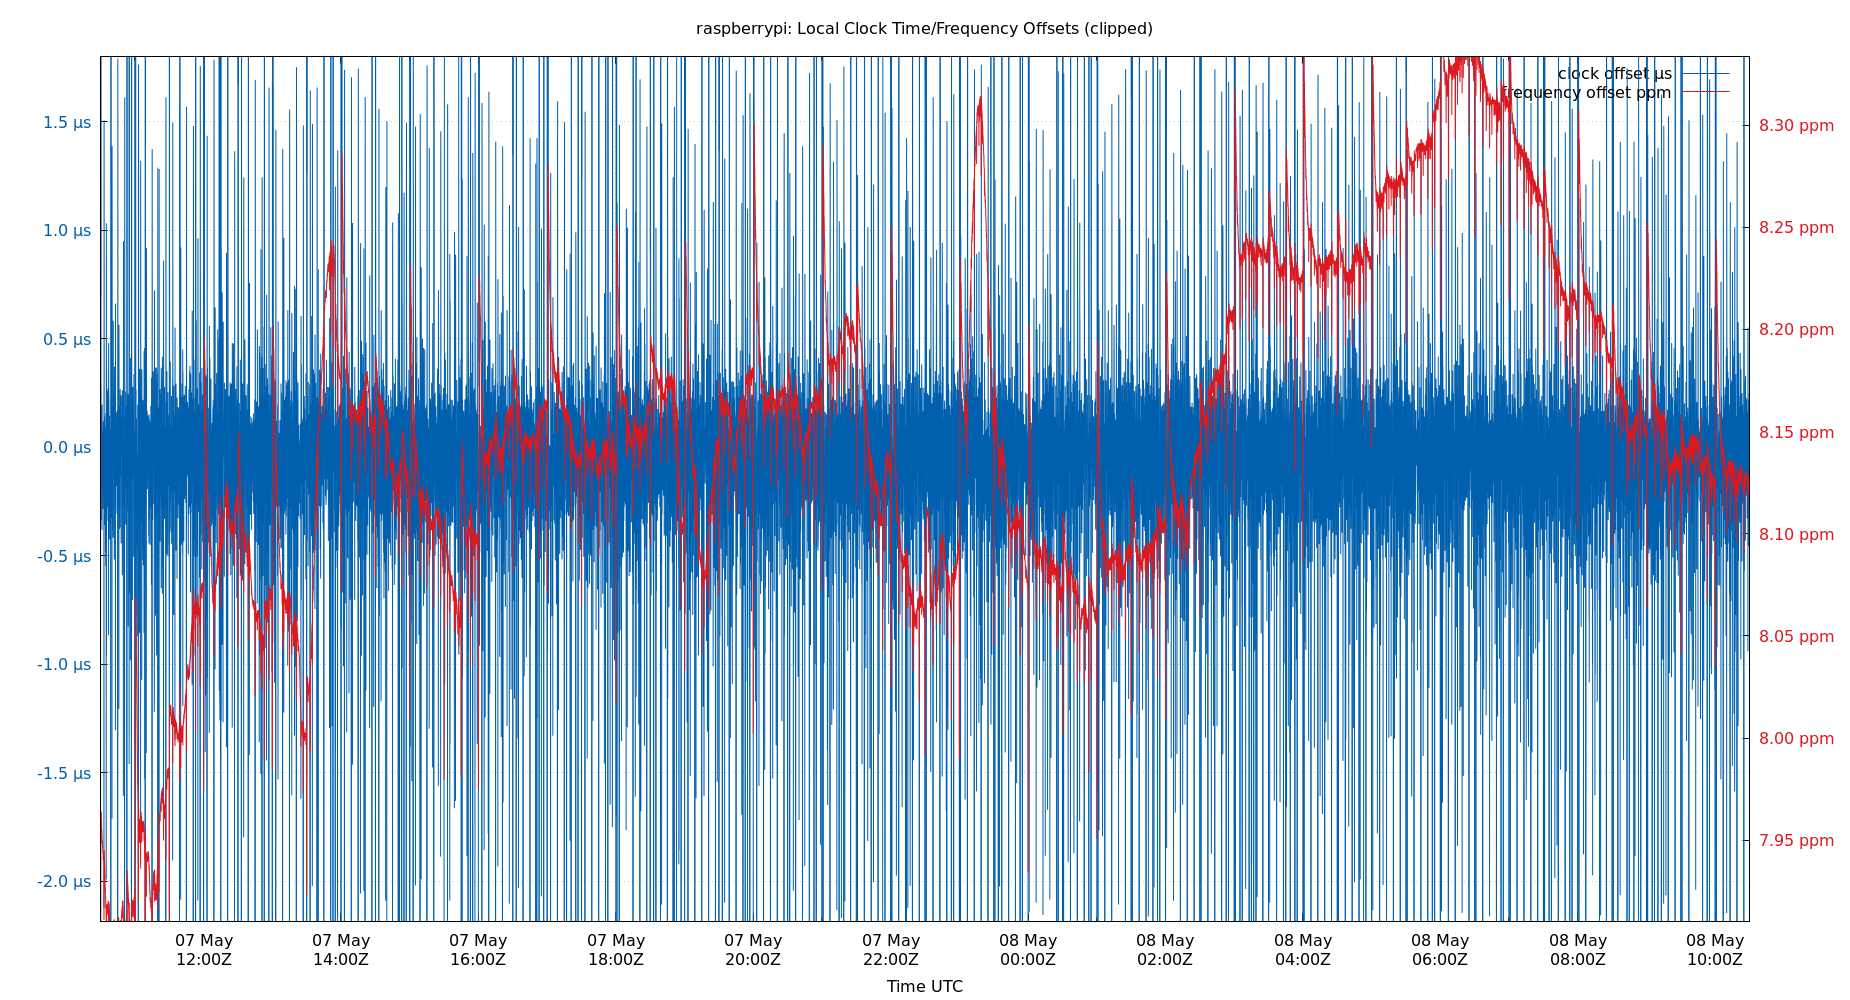 raspberrypi: Local Clock Time/Frequency Offsets (clipped)
clock offset µs
frequency offset ppm
1.5 µs
1.0 µs
0.5 µs
0.0 µs
-0.5 µs
-1.0 µs
-1.5 µs
-2.0 µs
8.30 ppm
8.25 ppm
8.20 ppm
8.15 ppm
8.10 ppm
8.05 ppm
8.00 ppm
7.95 ppm
07 May 07 May 07 May 07 May 07 May 07 May 08 May 08 May 08 May 08 May 08 May 08 May
12:00Z 14:00Z 16:00Z 18:00Z 20:00Z 22:00Z 00:00Z 02:00Z 04:00Z 06:00Z 08:00Z 10:00Z
Time UTC